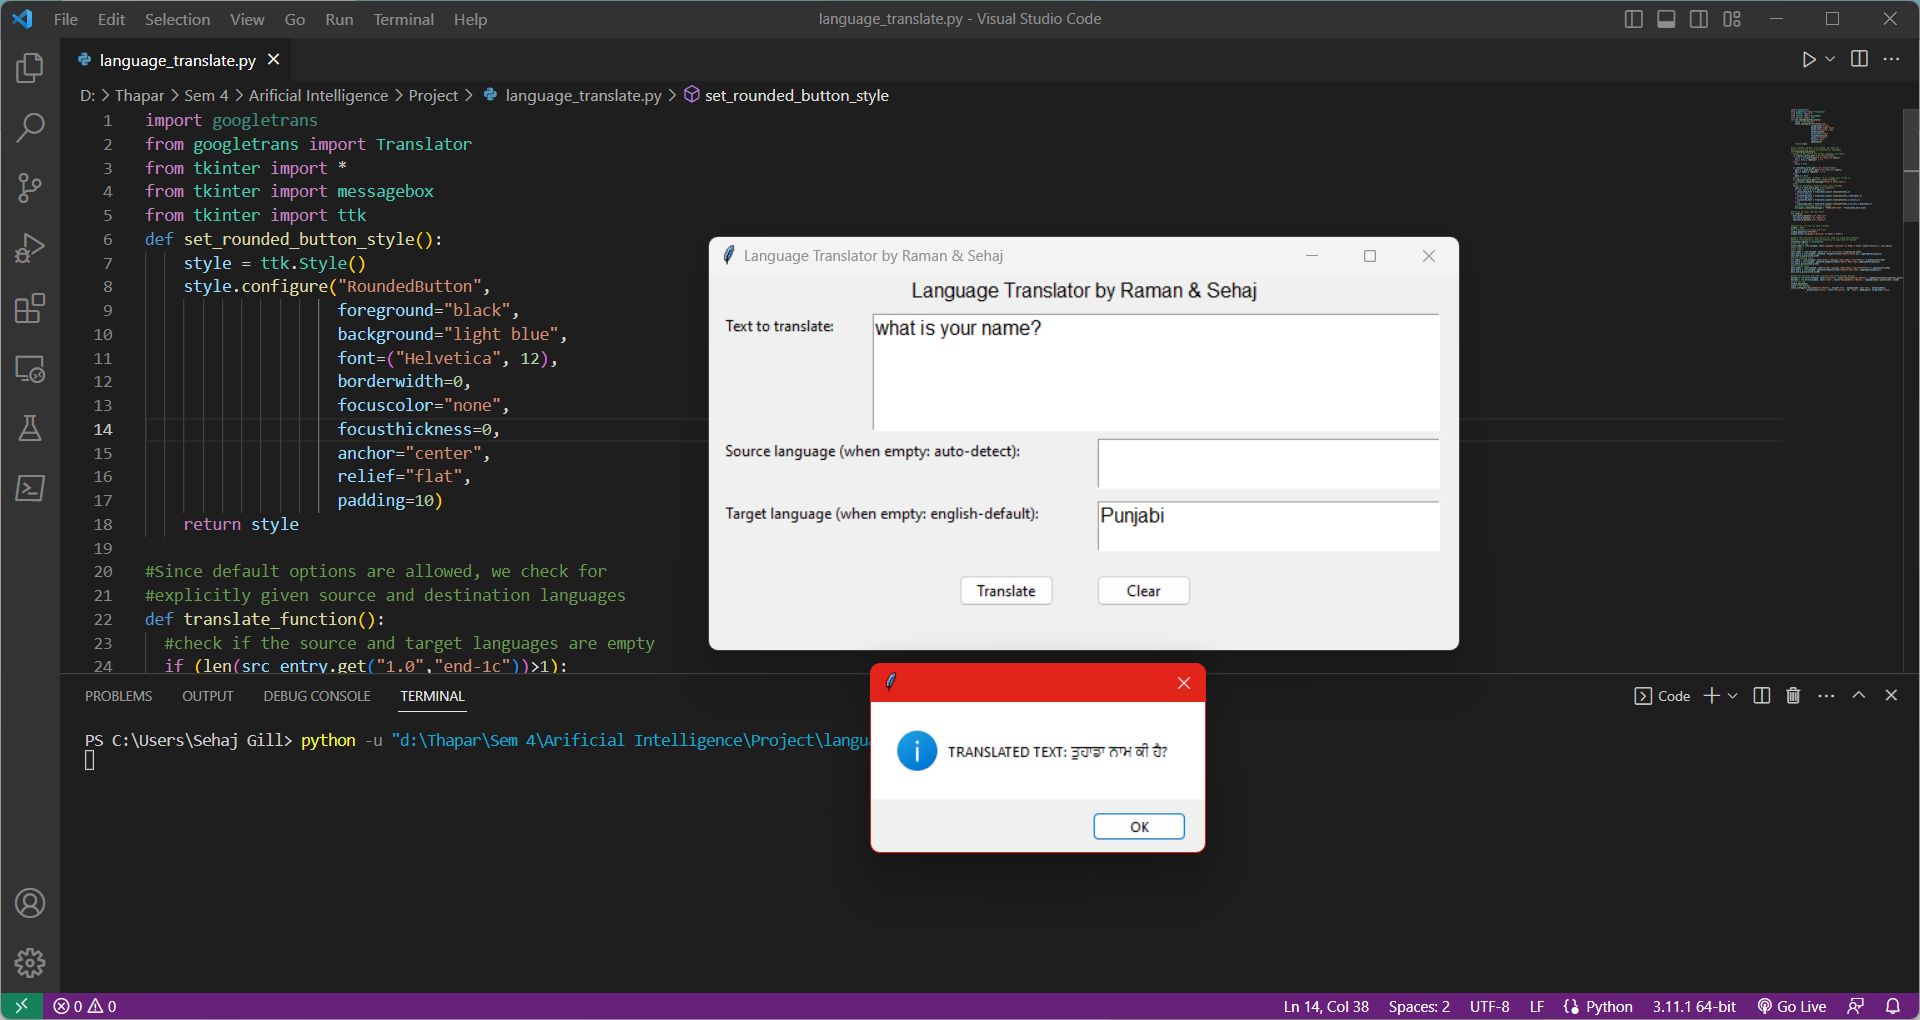 File Edit Selection View Go Run Terminal Help
language_translate.py - Visual Studio Code
language_translate.py
D: > Thapar > Sem 4 > Arificial Intelligence > Project > language_translate.py > set_rounded_button_style
1 import googletrans
2 from googletrans import Translator
3 from tkinter import *
4 from tkinter import messagebox
5 from tkinter import ttk
6 def set_rounded_button_style():
7 style = ttk.Style()
8 style.configure("RoundedButton",
9 foreground="black",
10 background="light blue",
11 font=("Helvetica", 12),
12 borderwidth=0,
13 focuscolor="none",
14 focusthickness=0,
15 anchor="center",
16 relief="flat",
17 padding=10)
18 return style
19
20 #Since default options are allowed, we check for
21 #explicitly given source and destination languages
22 def translate_function():
23 #check if the source and target languages are empty
24 if (len(src_entry.get("1.0","end-1c"))>1):
Language Translator by Raman & Sehaj
Language Translator by Raman & Sehaj
Text to translate: what is your name?
Source language (when empty: auto-detect):
Target language (when empty: english-default): Punjabi
Translate Clear
PROBLEMS OUTPUT DEBUG CONSOLE TERMINAL
Code
PS C:\Users\Sehaj Gill> python -u "d:\Thapar\Sem 4\Arificial Intelligence\Project\langu
TRANSLATED TEXT: ਤੁਹਾਡਾ ਨਾਮ ਕੀ ਹੈ?
OK
0 0
Ln 14, Col 38 Spaces: 2 UTF-8 LF Python 3.11.1 64-bit Go Live